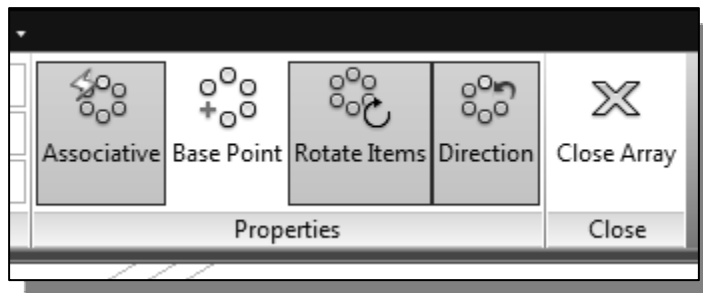 Associative Base Point Rotate Items Direction Close Array
Properties Close